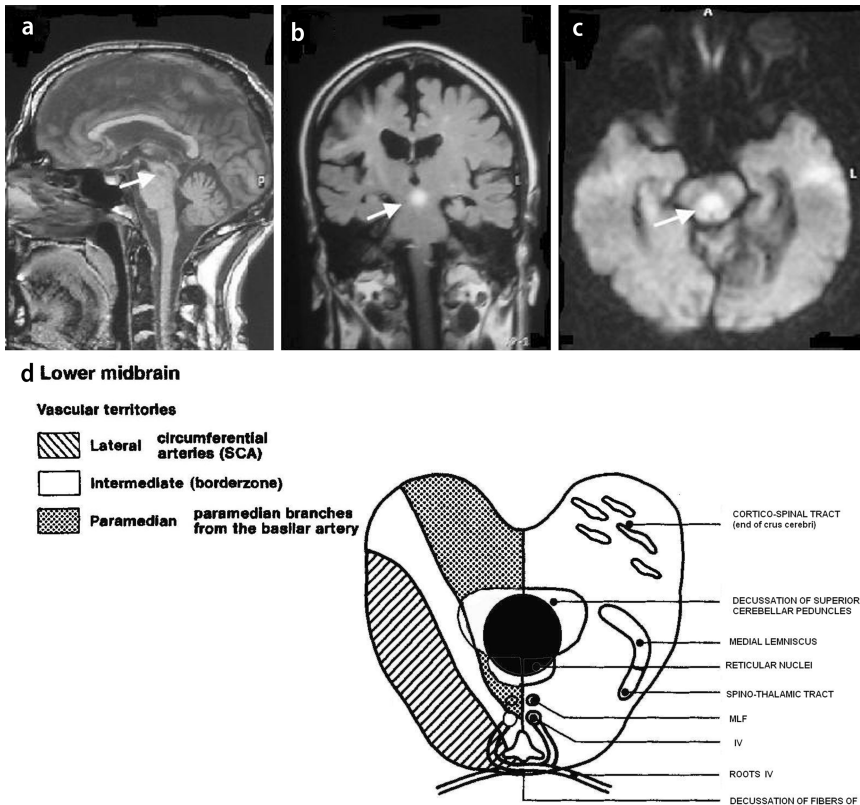 a
b
c
A
P
L
L
d Lower midbrain
Vascular territories
Lateral circumferential
arteries (SCA)
Intermediate (borderzone)
Paramedian paramedian branches
from the basilar artery
CORTICO-SPINAL TRACT
(end of crus cerebri)
DECUSSATION OF SUPERIOR
CEREBELLAR PEDUNCLES
MEDIAL LEMNISCUS
RETICULAR NUCLEI
SPINO-THALAMIC TRACT
MLF
IV
ROOTS IV
DECUSSATION OF FIBERS OF